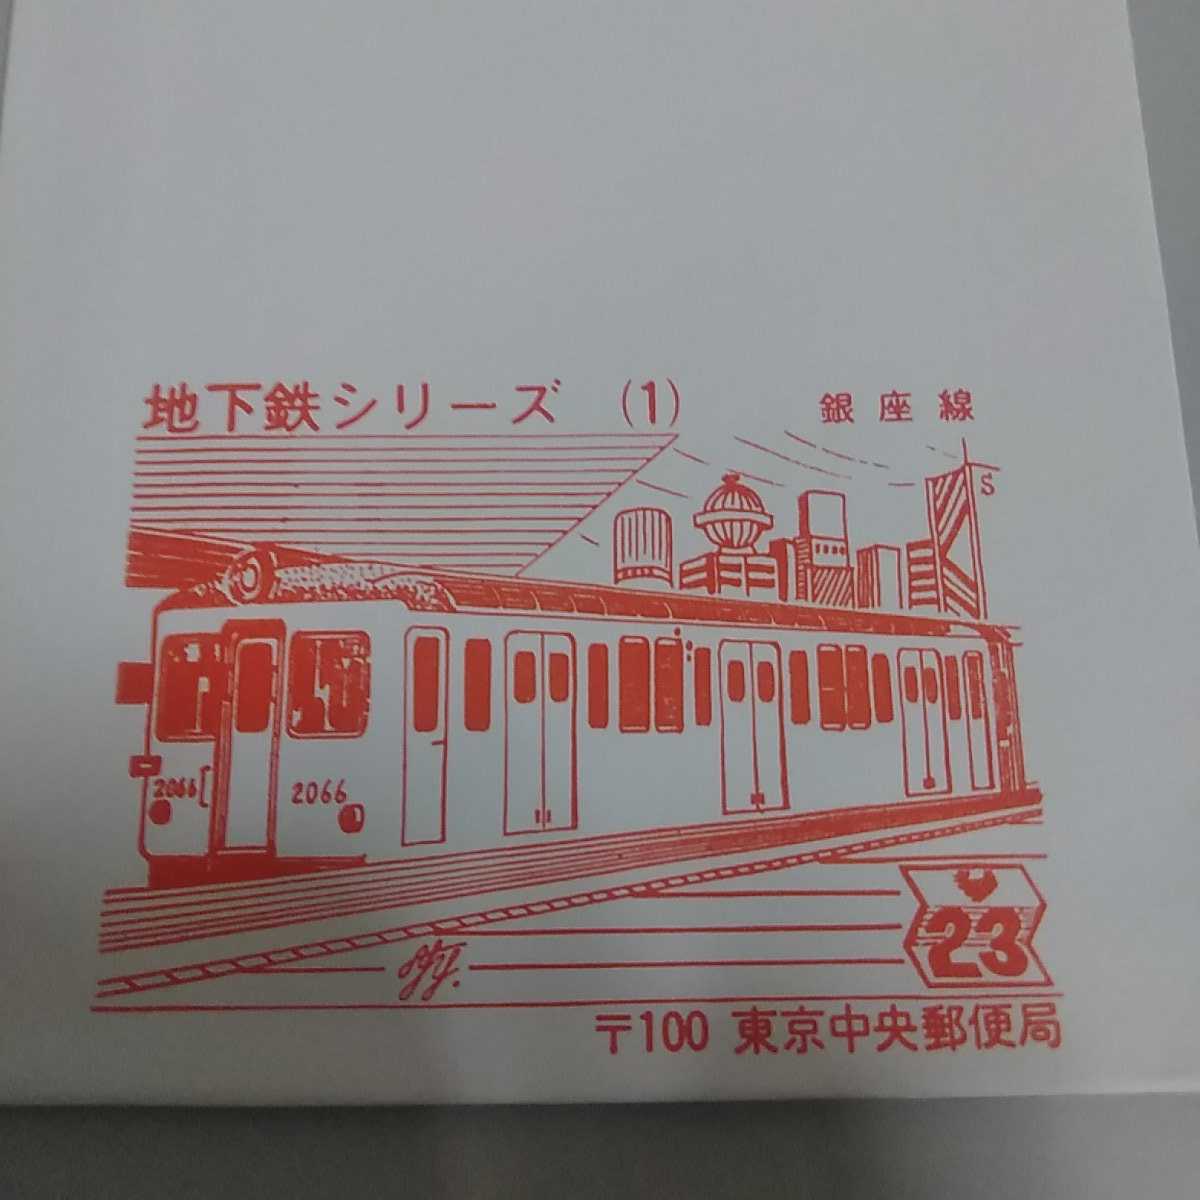 地下鉄シリーズ (1) 銀座線
S
2066 2066
23
〒100 東京中央郵便局